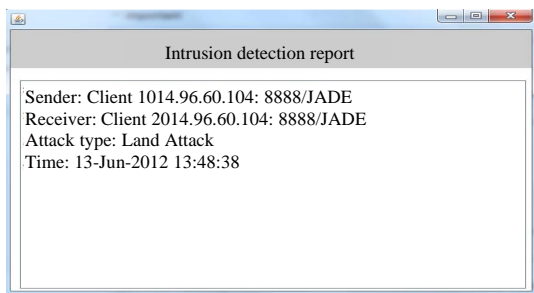 Intrusion detection report
Sender: Client 1014.96.60.104: 8888/JADE
Receiver: Client 2014.96.60.104: 8888/JADE
Attack type: Land Attack
Time: 13-Jun-2012 13:48:38